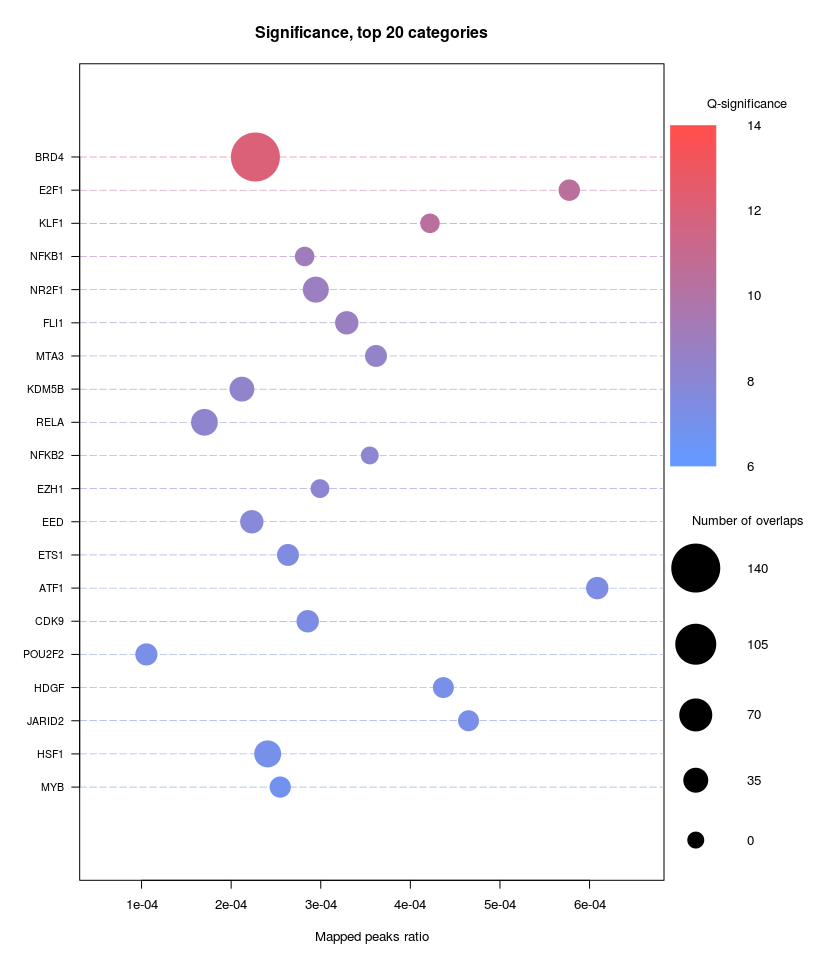 Significance, top 20 categories
BRD4
E2F1
KLF1
NFKB1
NR2F1
FLI1
MTA3
KDM5B
RELA
NFKB2
EZH1
EED
ETS1
ATF1
CDK9
POU2F2
HDGF
JARID2
HSF1
MYB
1e-04 2e-04 3e-04 4e-04 5e-04 6e-04
Mapped peaks ratio
Q-significance
14
12
10
8
6
Number of overlaps
140
105
70
35
0